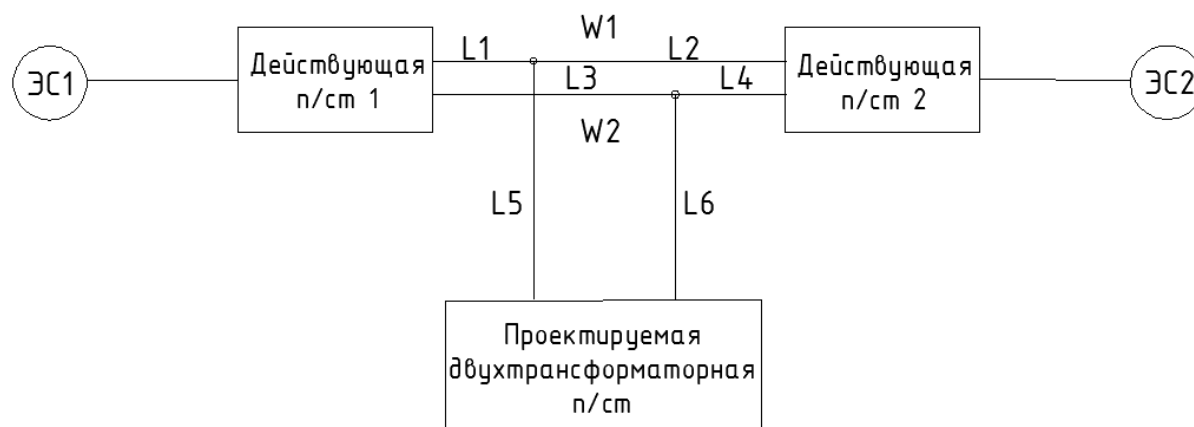 W1
ЭС1
Действующая
п/ст 1
L1
L2
L3
L4
Действующая
п/ст 2
ЭС2
W2
L5
L6
Проектируемая
двухтрансформаторная
п/ст